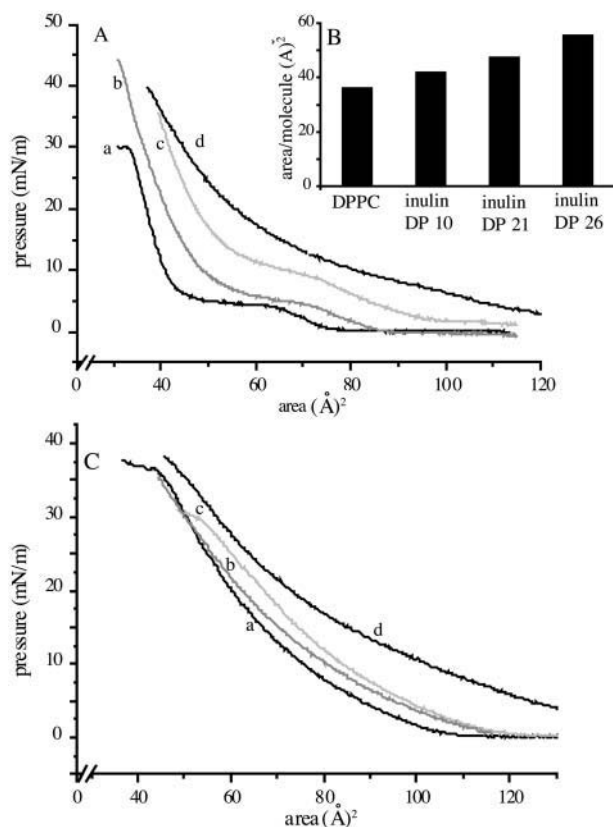 A
pressure (mN/m)
50
40
30
20
10
0
a
b
c
d
0
40
60
80
100
120
area (Å)²
B
area/molecule (Å)²
60
40
20
0
DPPC
inulin DP 10
inulin DP 21
inulin DP 26
C
pressure (mN/m)
40
30
20
10
0
a
b
c
d
0
40
60
80
100
120
area (Å)²